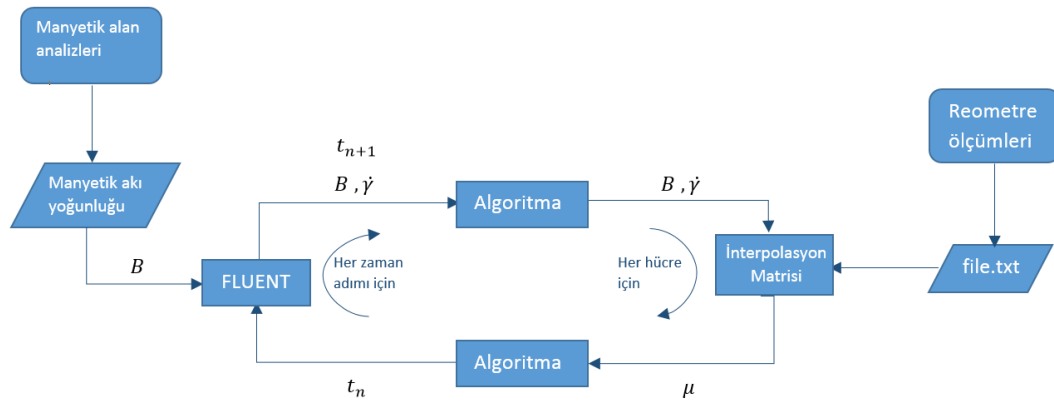 Manyetik alan
analizleri
Manyetik akı
yoğunluğu
B
FLUENT
t_{n+1}
B , γ̇
Her zaman
adımı için
Algoritma
B , γ̇
Her hücre
için
İnterpolasyon
Matrisi
Reometre
ölçümleri
file.txt
μ
Algoritma
t_n